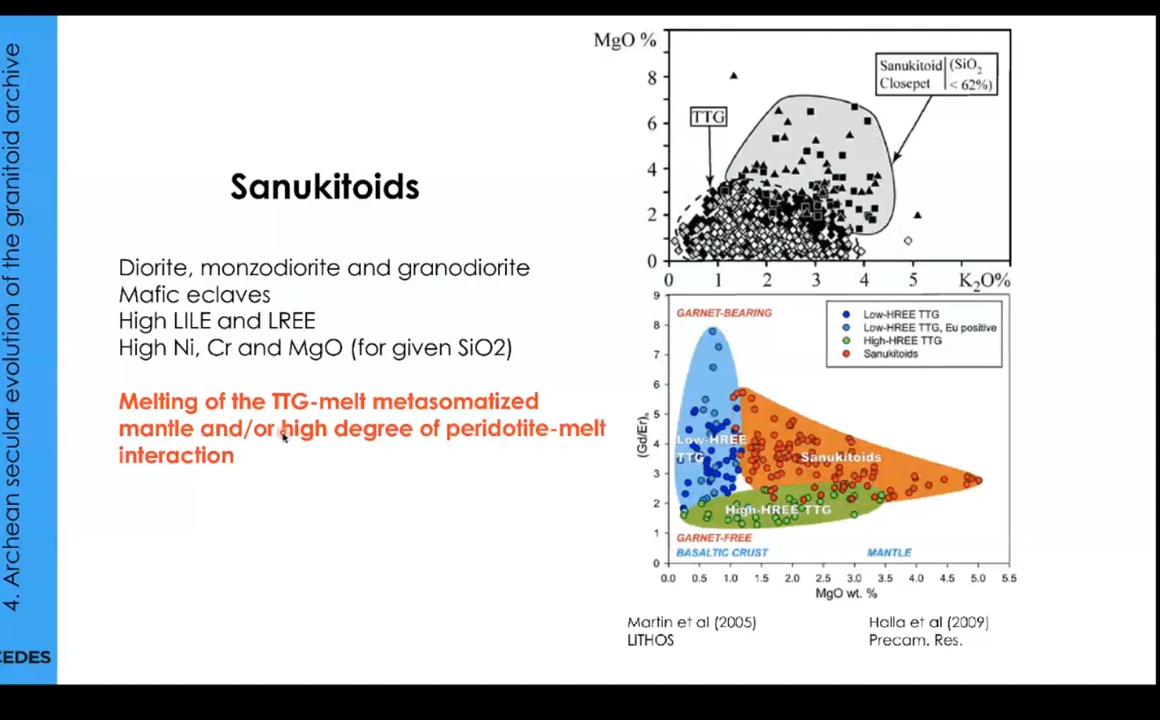 4. Archean secular evolution of the granitoid archive
CEDES
Sanukitoids
Diorite, monzodiorite and granodiorite
Mafic eclaves
High LILE and LREE
High Ni, Cr and MgO (for given SiO2)
Melting of the TTG-melt metasomatized
mantle and/or high degree of peridotite-melt
interaction
MgO %
8
6
4
2
0
TTG
Sanukitoid
Closepet
(SiO2
< 62%)
0 1 2 3 4 5 K2O%
9
8
7
6
5
4
3
2
1
0
(Gd/Er)n
GARNET-BEARING
Low-HREE TTG
Low-HREE TTG, Eu positive
High-HREE TTG
Sanukitoids
Low-HREE
TTG
Sanukitoids
High-HREE TTG
GARNET-FREE
BASALTIC CRUST MANTLE
0.0 0.5 1.0 1.5 2.0 2.5 3.0 3.5 4.0 4.5 5.0 5.5
MgO wt. %
Martin et al (2005)
LITHOS
Halla et al (2009)
Precam. Res.